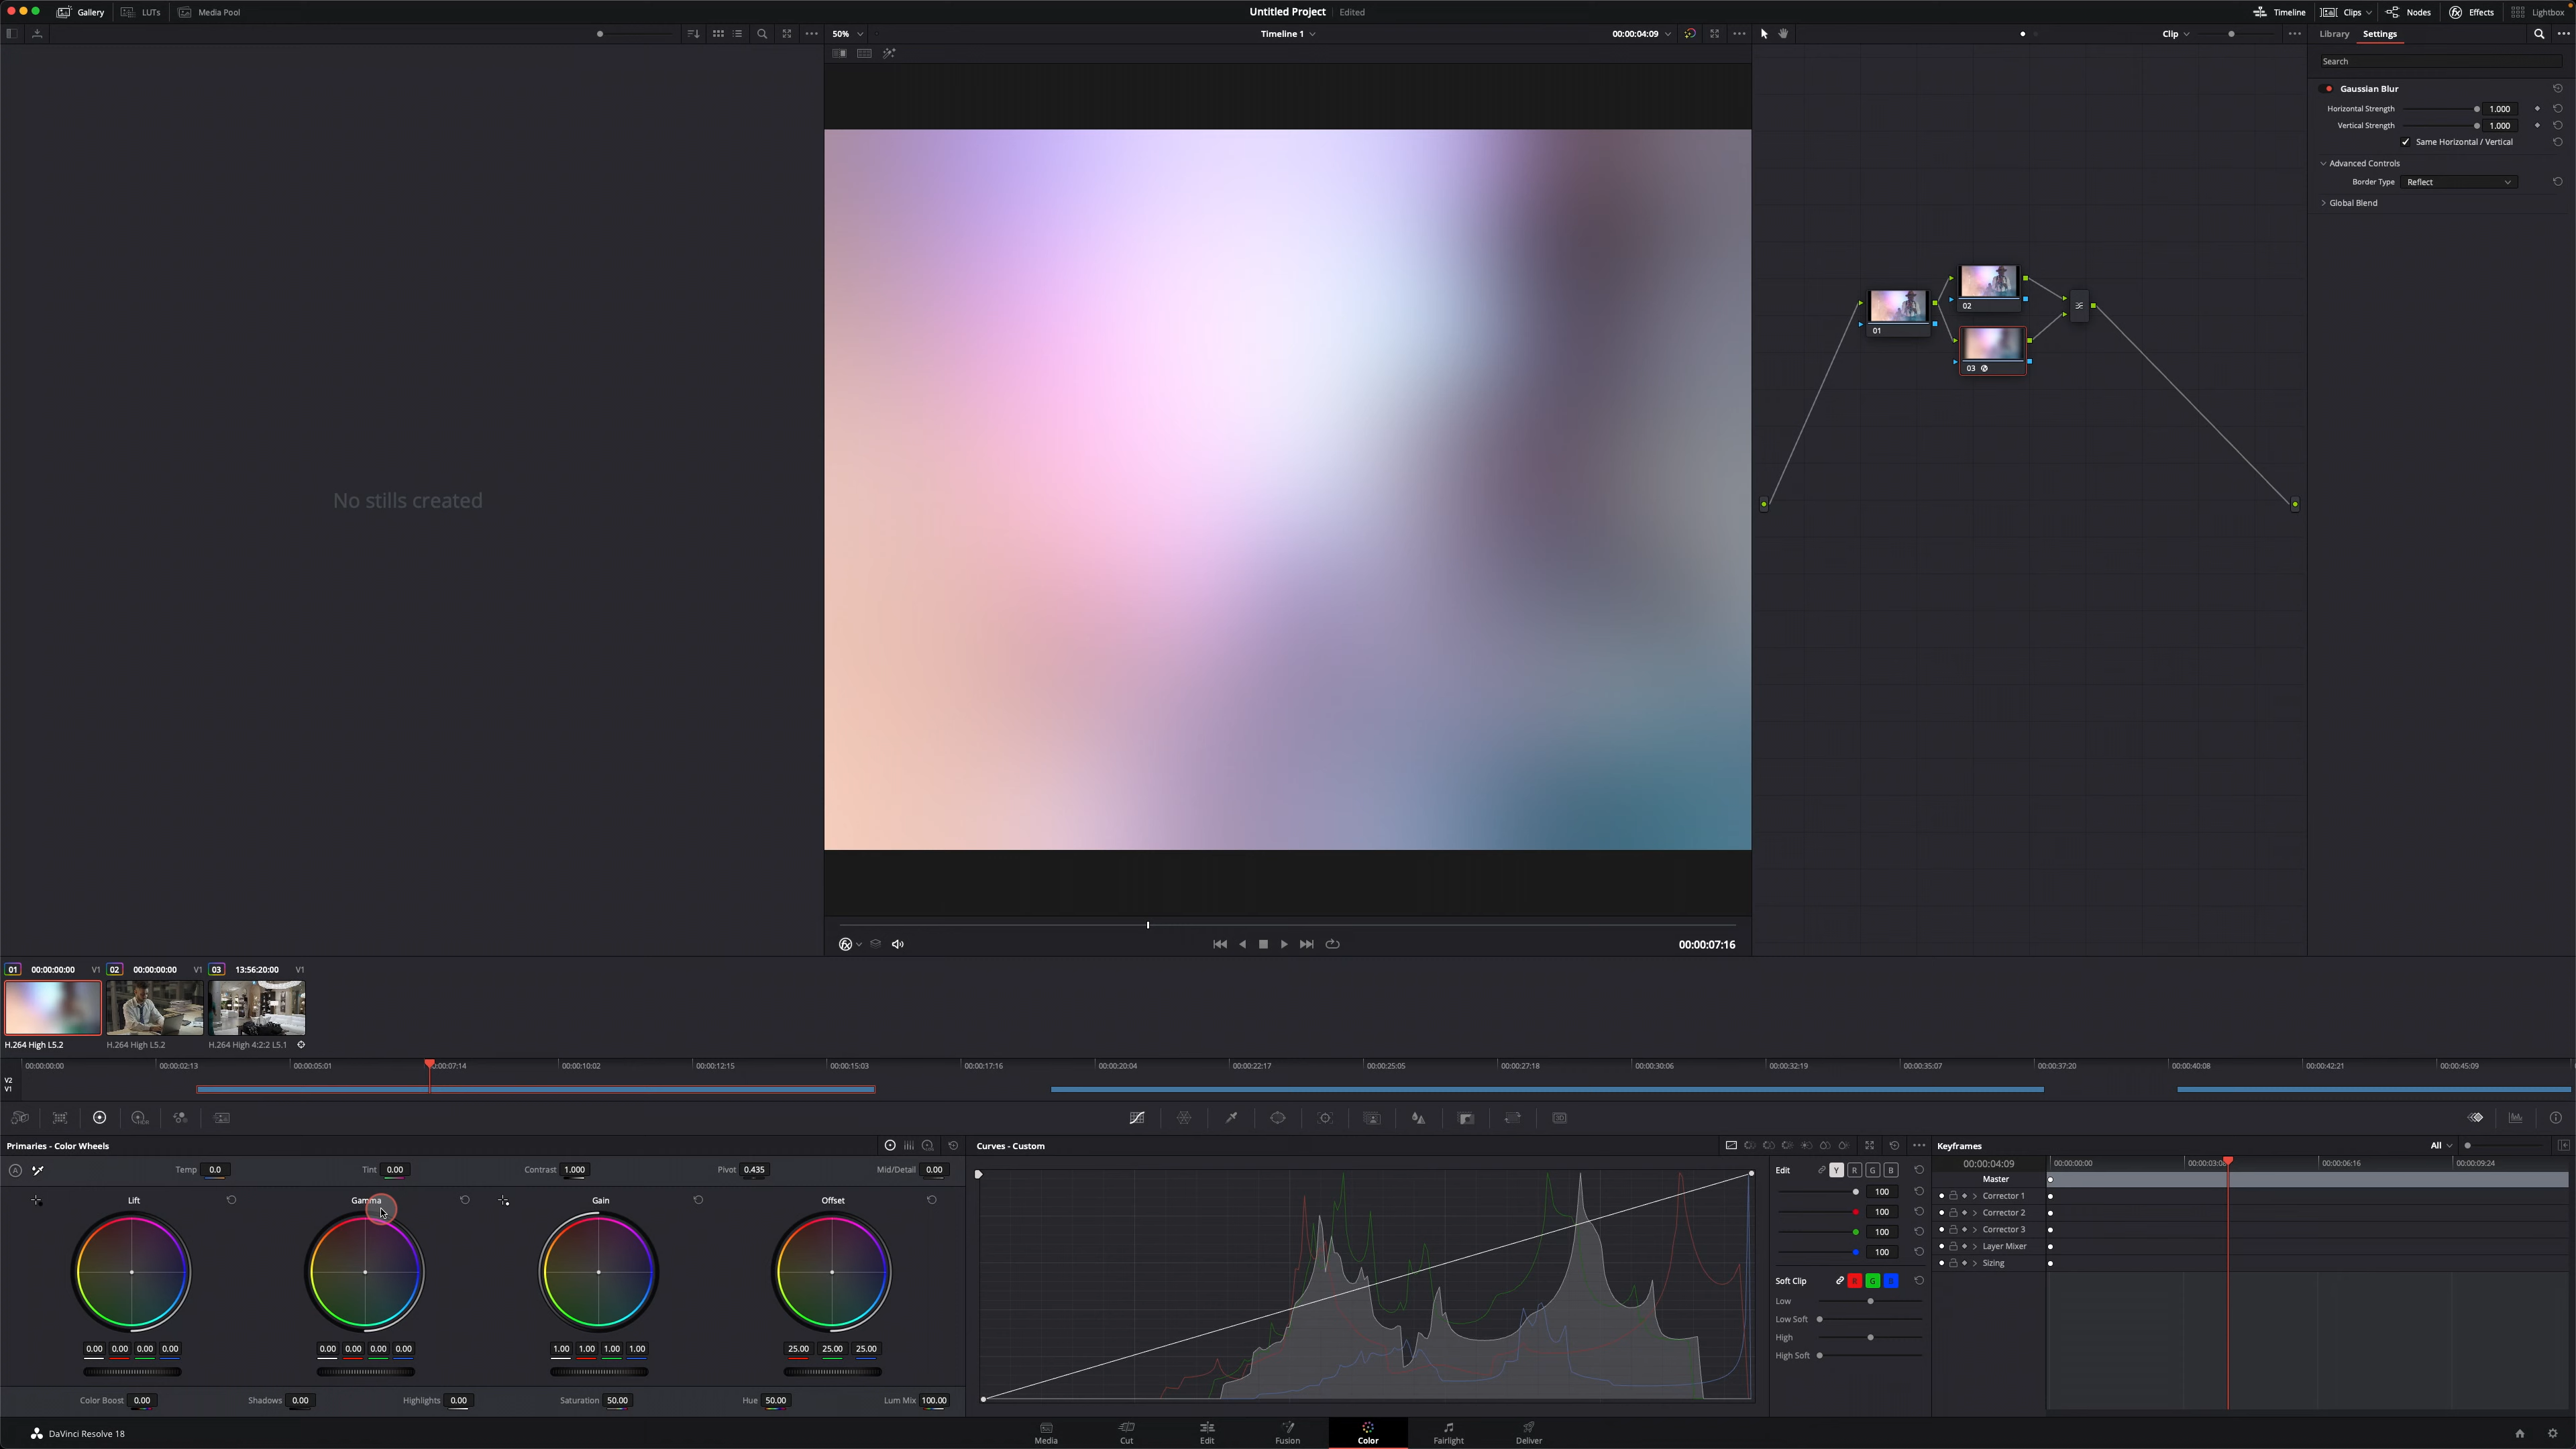 Gallery LUTs Media Pool Untitled Project Edited Timeline Clips Nodes Effects Lightbox
50% Timeline 1 00:00:04:09 Clip Library Settings
Search
Gaussian Blur
Horizontal Strength 1.000
Vertical Strength 1.000
Same Horizontal / Vertical
Advanced Controls
Border Type Reflect
Global Blend
02
01
03
No stills created
00:00:07:16
01 00:00:00:00 V1 02 00:00:00:00 V1 03 13:56:20:00 V1
H.264 High L5.2 H.264 High L5.2 H.264 High 4:2:2 L5.1
00:00:00:00 00:00:02:13 00:00:05:01 00:00:07:14 00:00:10:02 00:00:12:15 00:00:15:03 00:00:17:16 00:00:20:04 00:00:22:17 00:00:25:05 00:00:27:18 00:00:30:06 00:00:32:19 00:00:35:07 00:00:37:20 00:00:40:08 00:00:42:21 00:00:45:09
V2
V1
Primaries - Color Wheels Curves - Custom Keyframes All
Temp 0.0 Tint 0.00 Contrast 1.000 Pivot 0.435 Mid/Detail 0.00 Edit Y R G B 00:00:04:09 00:00:00:00 00:00:03:08 00:00:06:16 00:00:09:24
Master
Lift Gamma Gain Offset
100 Corrector 1
100 Corrector 2
100 Corrector 3
100 Layer Mixer
Sizing
Soft Clip R G B
Low
Low Soft
High
High Soft
0.00 0.00 0.00 0.00 0.00 0.00 0.00 0.00 1.00 1.00 1.00 1.00 25.00 25.00 25.00
Color Boost 0.00 Shadows 0.00 Highlights 0.00 Saturation 50.00 Hue 50.00 Lum Mix 100.00
DaVinci Resolve 18 Media Cut Edit Fusion Color Fairlight Deliver